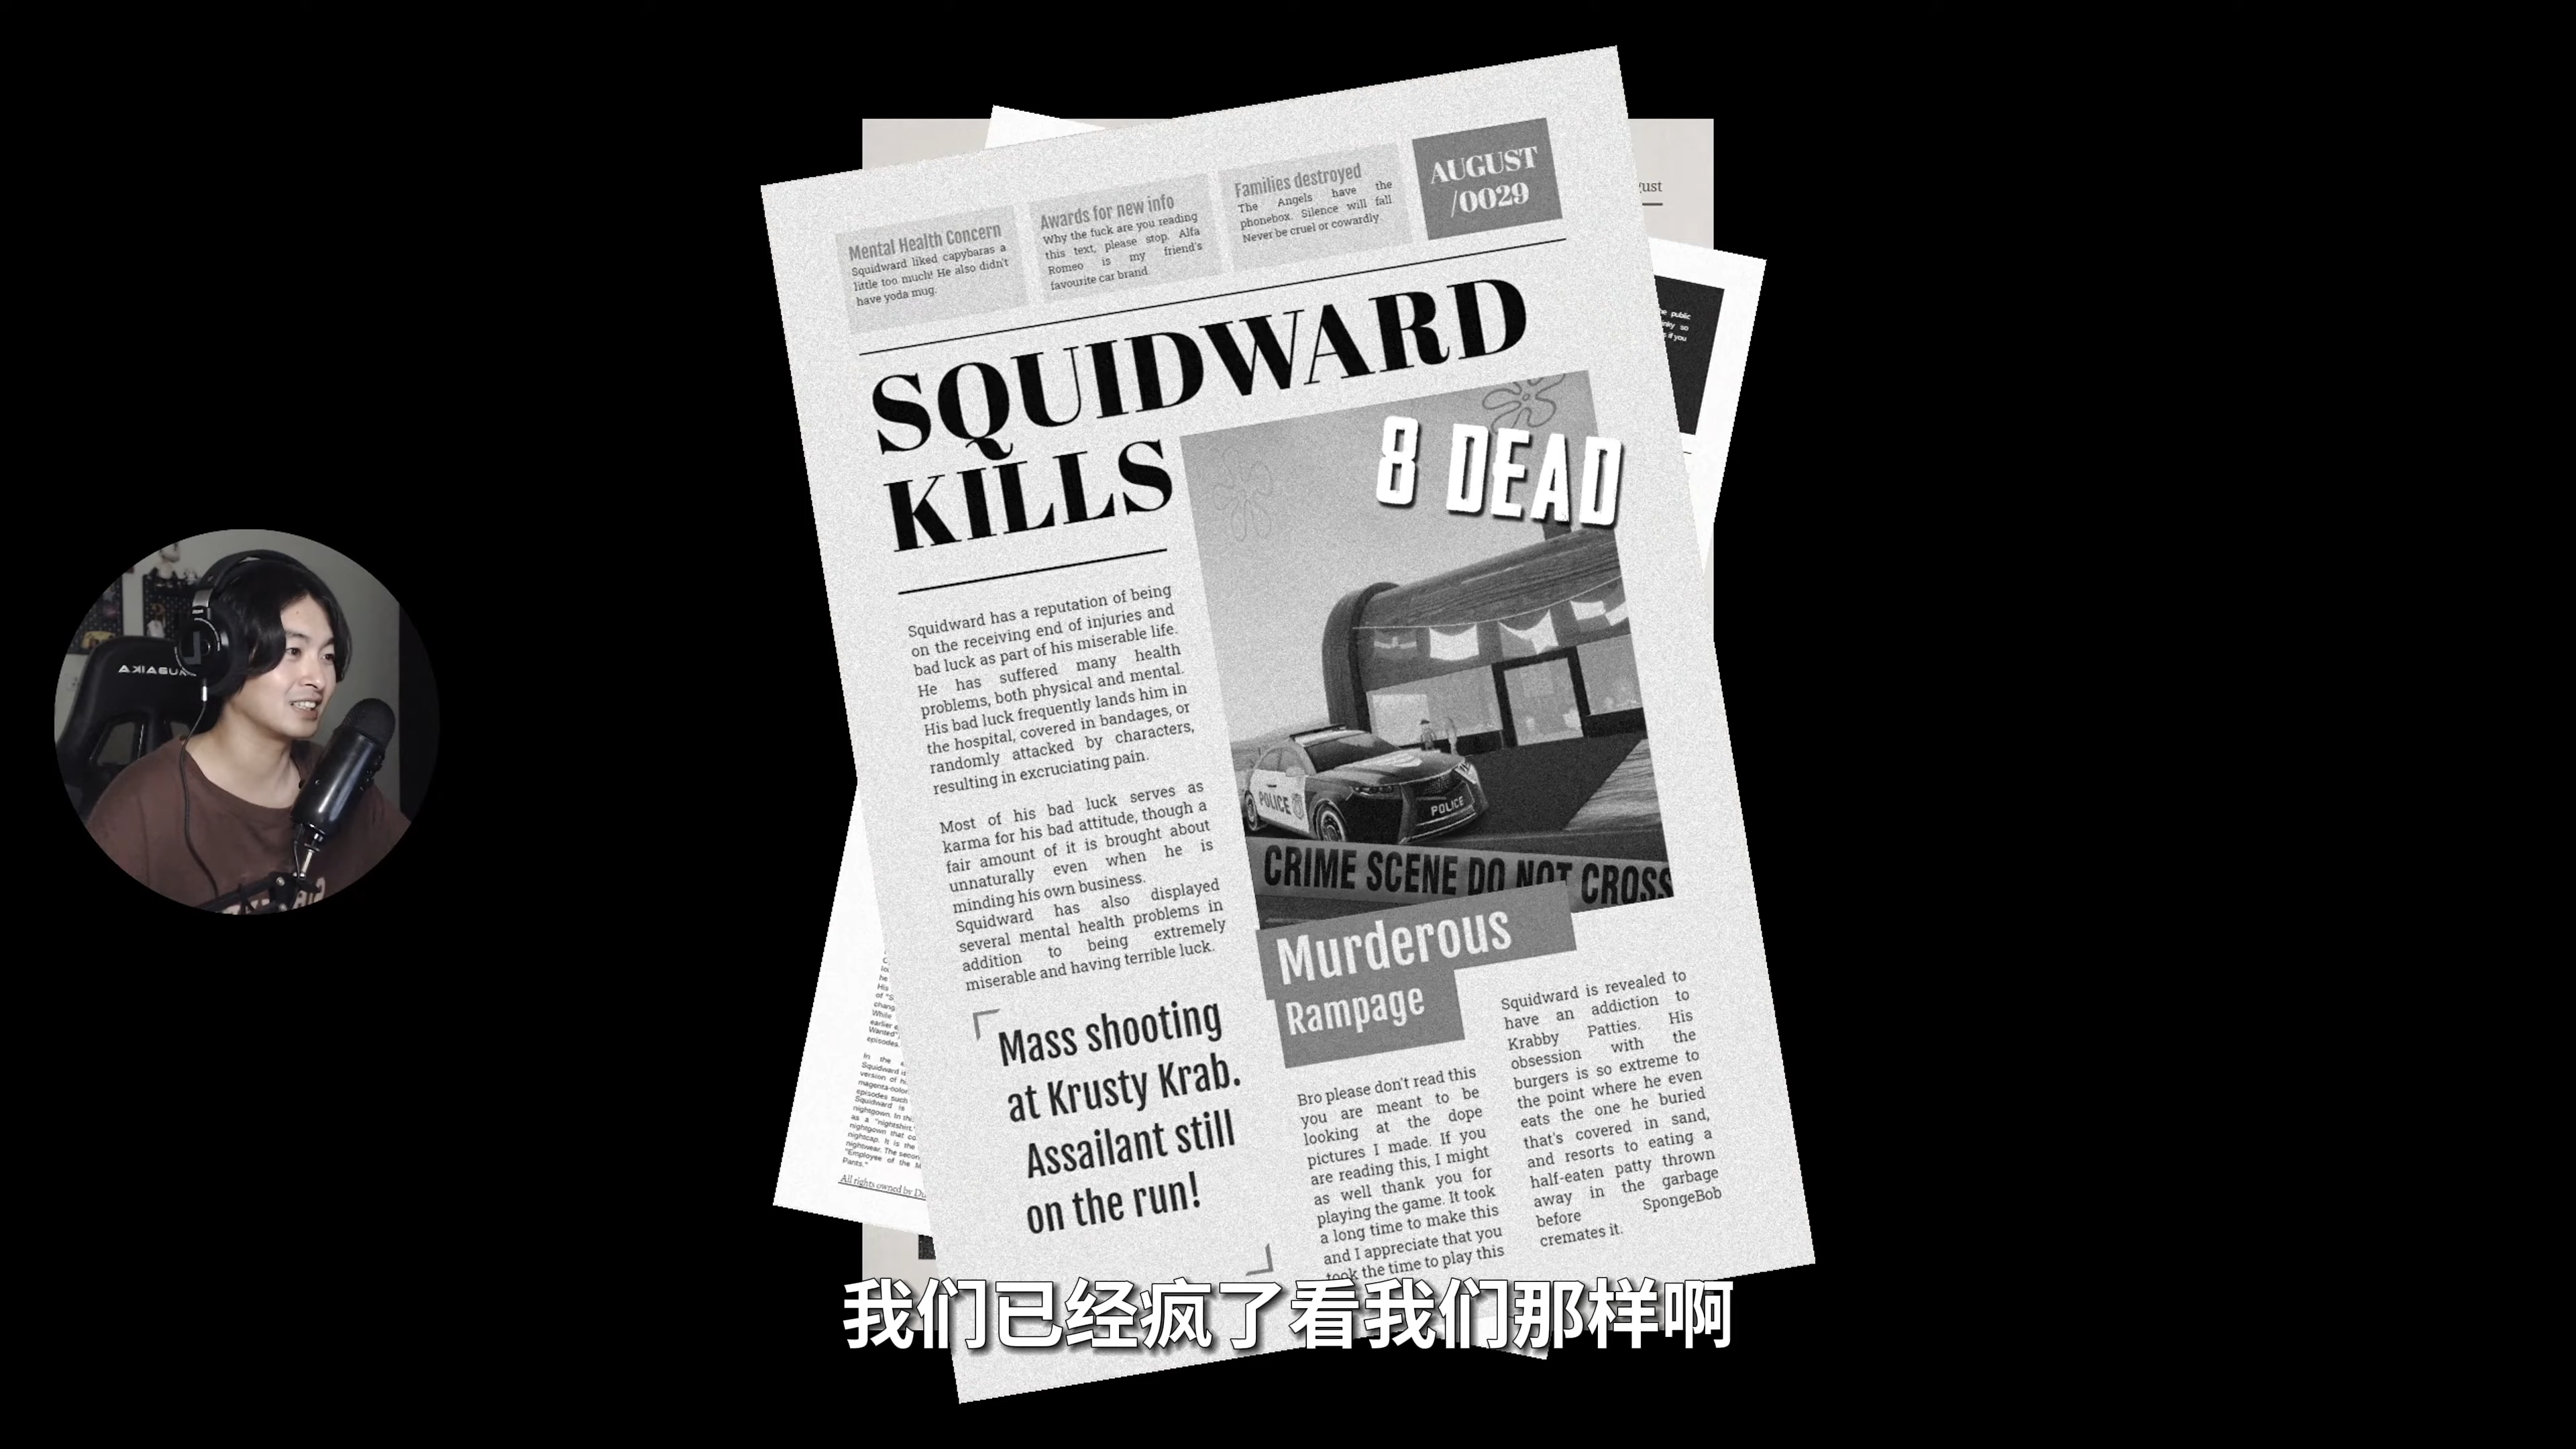 AUGUST
/0029
Mental Health Concern
Squidward liked capybaras a
little too much! He also didn't
have yoda mug.
Awards for new info
Why the fuck are you reading
this text, please stop. Alfa
Romeo is my friend's
favourite car brand
Families destroyed
The Angels have the
phonebox. Silence will fall
Never be cruel or cowardly
SQUIDWARD
KILLS
8 DEAD
Squidward has a reputation of being
on the receiving end of injuries and
bad luck as part of his miserable life.
He has suffered many health
problems, both physical and mental.
His bad luck frequently lands him in
the hospital, covered in bandages, or
randomly attacked by characters,
resulting in excruciating pain.
Most of his bad luck serves as
karma for his bad attitude, though a
fair amount of it is brought about
unnaturally even when he is
minding his own business.
Squidward has also displayed
several mental health problems in
addition to being extremely
miserable and having terrible luck.
POLICE
POLICE
CRIME SCENE DO NOT CROSS
Murderous
Rampage
Mass shooting
at Krusty Krab.
Assailant still
on the run!
Bro please don't read this
you are meant to be
looking at the dope
pictures I made. If you
are reading this, I might
as well thank you for
playing the game. It took
a long time to make this
and I appreciate that you
took the time to play this
Squidward is revealed to
have an addiction to
Krabby Patties. His
obsession with the
burgers is so extreme to
the point where he even
eats the one he buried
that's covered in sand,
and resorts to eating a
half-eaten patty thrown
away in the garbage
before SpongeBob
cremates it.
All rights owned by
我们已经疯了看我们那样啊